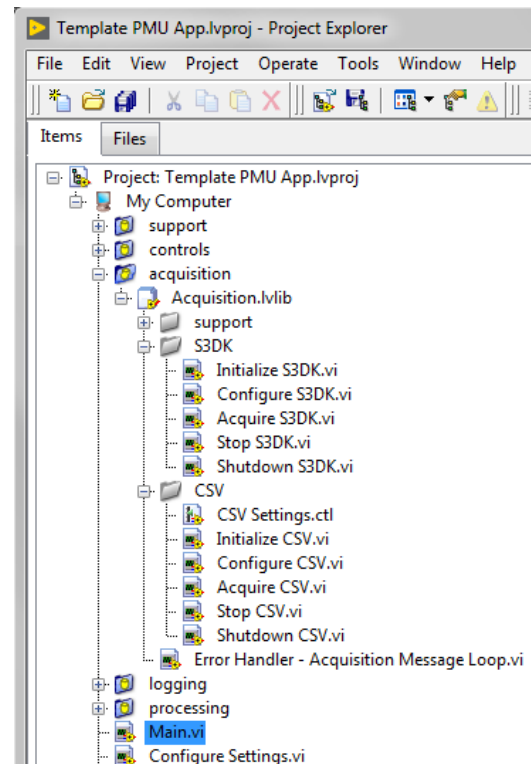 Template PMU App.lvproj - Project Explorer
File Edit View Project Operate Tools Window Help
Items Files
Project: Template PMU App.lvproj
My Computer
support
controls
acquisition
Acquisition.lvlib
support
S3DK
Initialize S3DK.vi
Configure S3DK.vi
Acquire S3DK.vi
Stop S3DK.vi
Shutdown S3DK.vi
CSV
CSV Settings.ctl
Initialize CSV.vi
Configure CSV.vi
Acquire CSV.vi
Stop CSV.vi
Shutdown CSV.vi
Error Handler - Acquisition Message Loop.vi
logging
processing
Main.vi
Configure Settings.vi